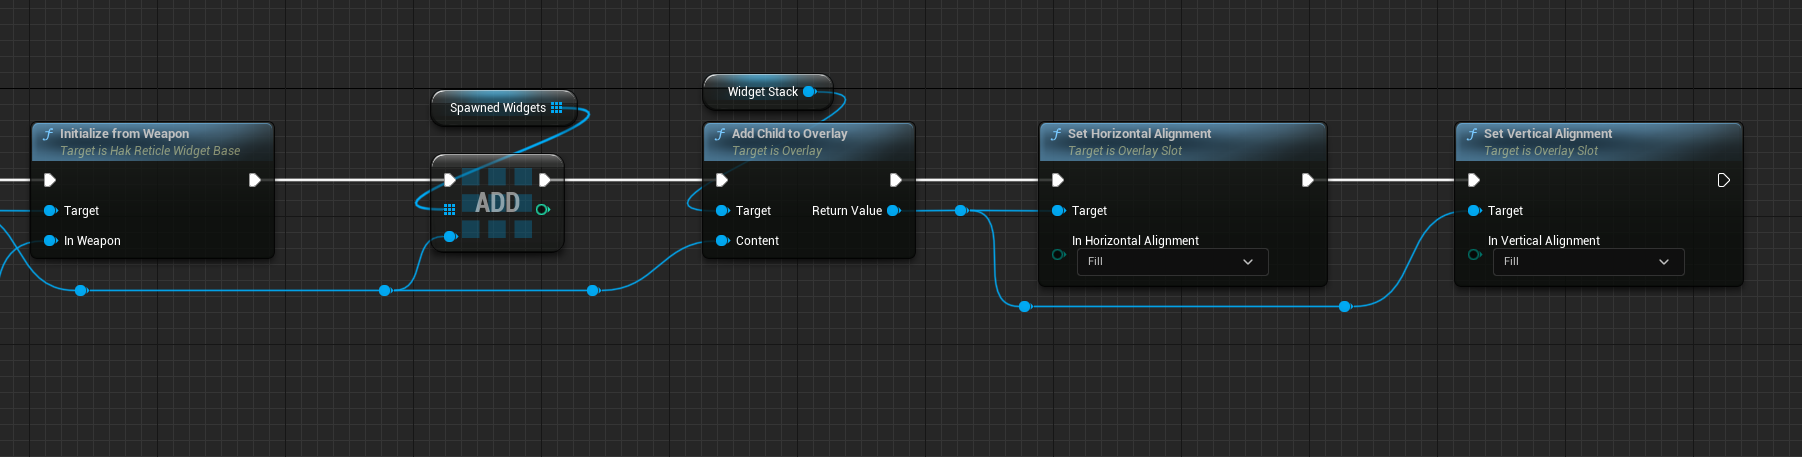 Initialize from Weapon
Target is Hak Reticle Widget Base
Target
In Weapon
Spawned Widgets
ADD
Widget Stack
Add Child to Overlay
Target is Overlay
Target Return Value
Content
Set Horizontal Alignment
Target is Overlay Slot
Target
In Horizontal Alignment
Fill
Set Vertical Alignment
Target is Overlay Slot
Target
In Vertical Alignment
Fill